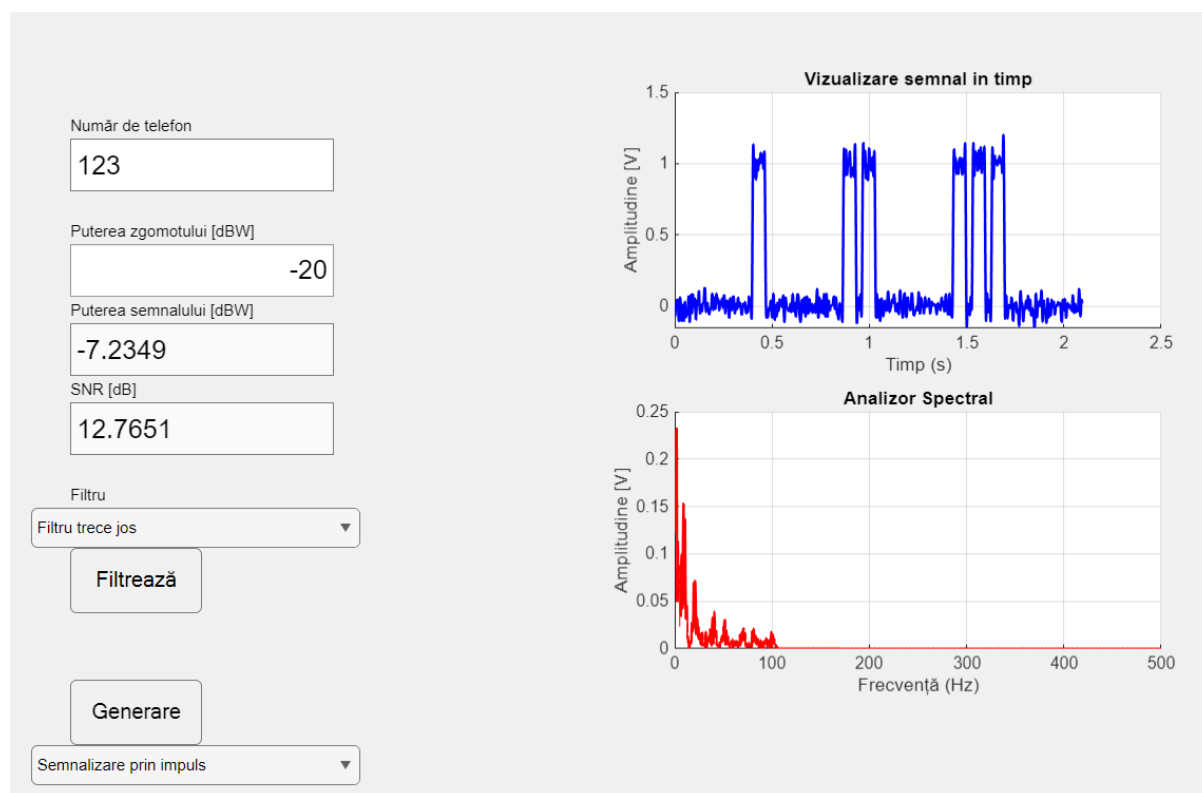 Număr de telefon
123
Puterea zgomotului [dBW]
-20
Puterea semnalului [dBW]
-7.2349
SNR [dB]
12.7651
Filtru
Filtru trece jos
Filtrează
Generare
Semnalizare prin impuls
Vizualizare semnal in timp
1.5
1
0.5
0
Amplitudine [V]
0 0.5 1 1.5 2 2.5
Timp (s)
Analizor Spectral
0.25
0.2
0.15
0.1
0.05
0
Amplitudine [V]
0 100 200 300 400 500
Frecvență (Hz)